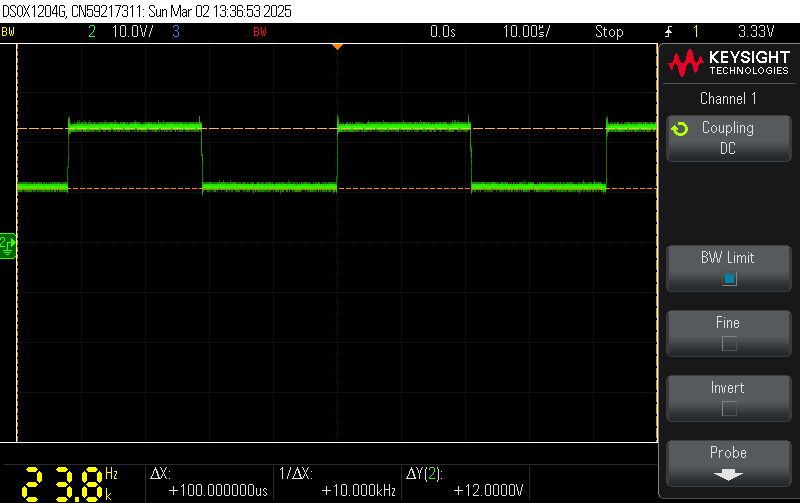 DSOX1204G, CN59217311: Sun Mar 02 13:36:53 2025
BW 2 10.0V/ 3 BW 0.0s 10.00us/ Stop 1 3.33V
KEYSIGHT
TECHNOLOGIES
Channel 1
Coupling
DC
BW Limit
Fine
Invert
Probe
2
23.8 Hz
k
ΔX:
+100.000000us
1/ΔX:
+10.000kHz
ΔY(2):
+12.0000V